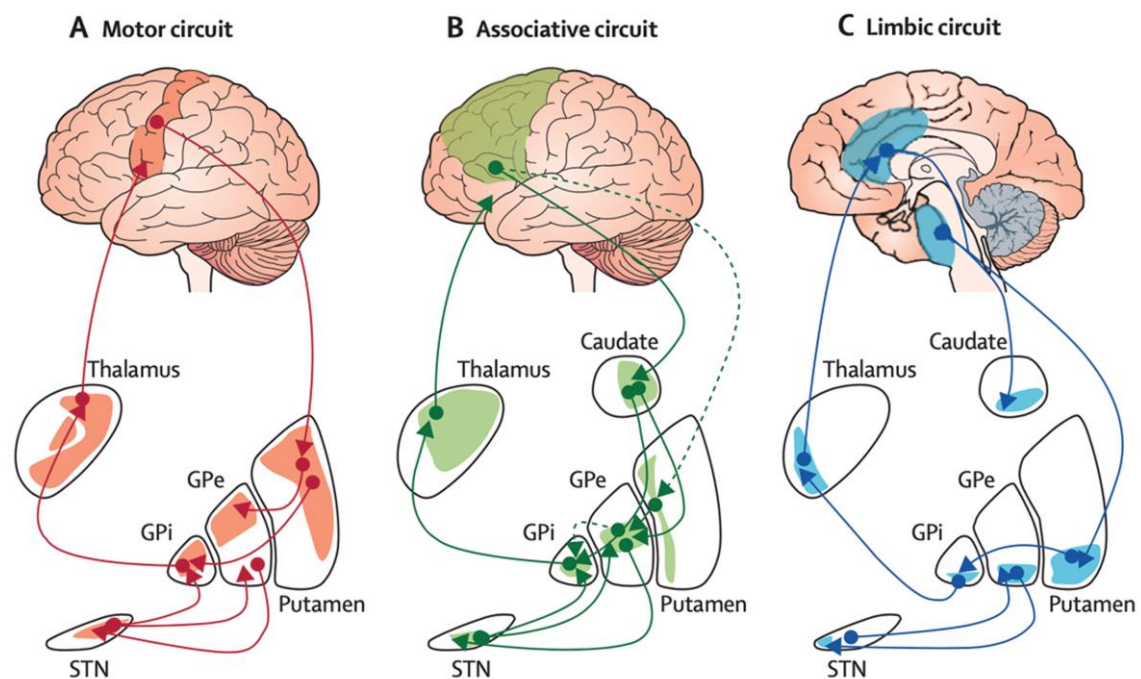 A Motor circuit
B Associative circuit
C Limbic circuit
Thalamus
GPe
GPi
Putamen
STN
Caudate
Thalamus
GPe
GPi
Putamen
STN
Caudate
Thalamus
GPe
GPi
Putamen
STN